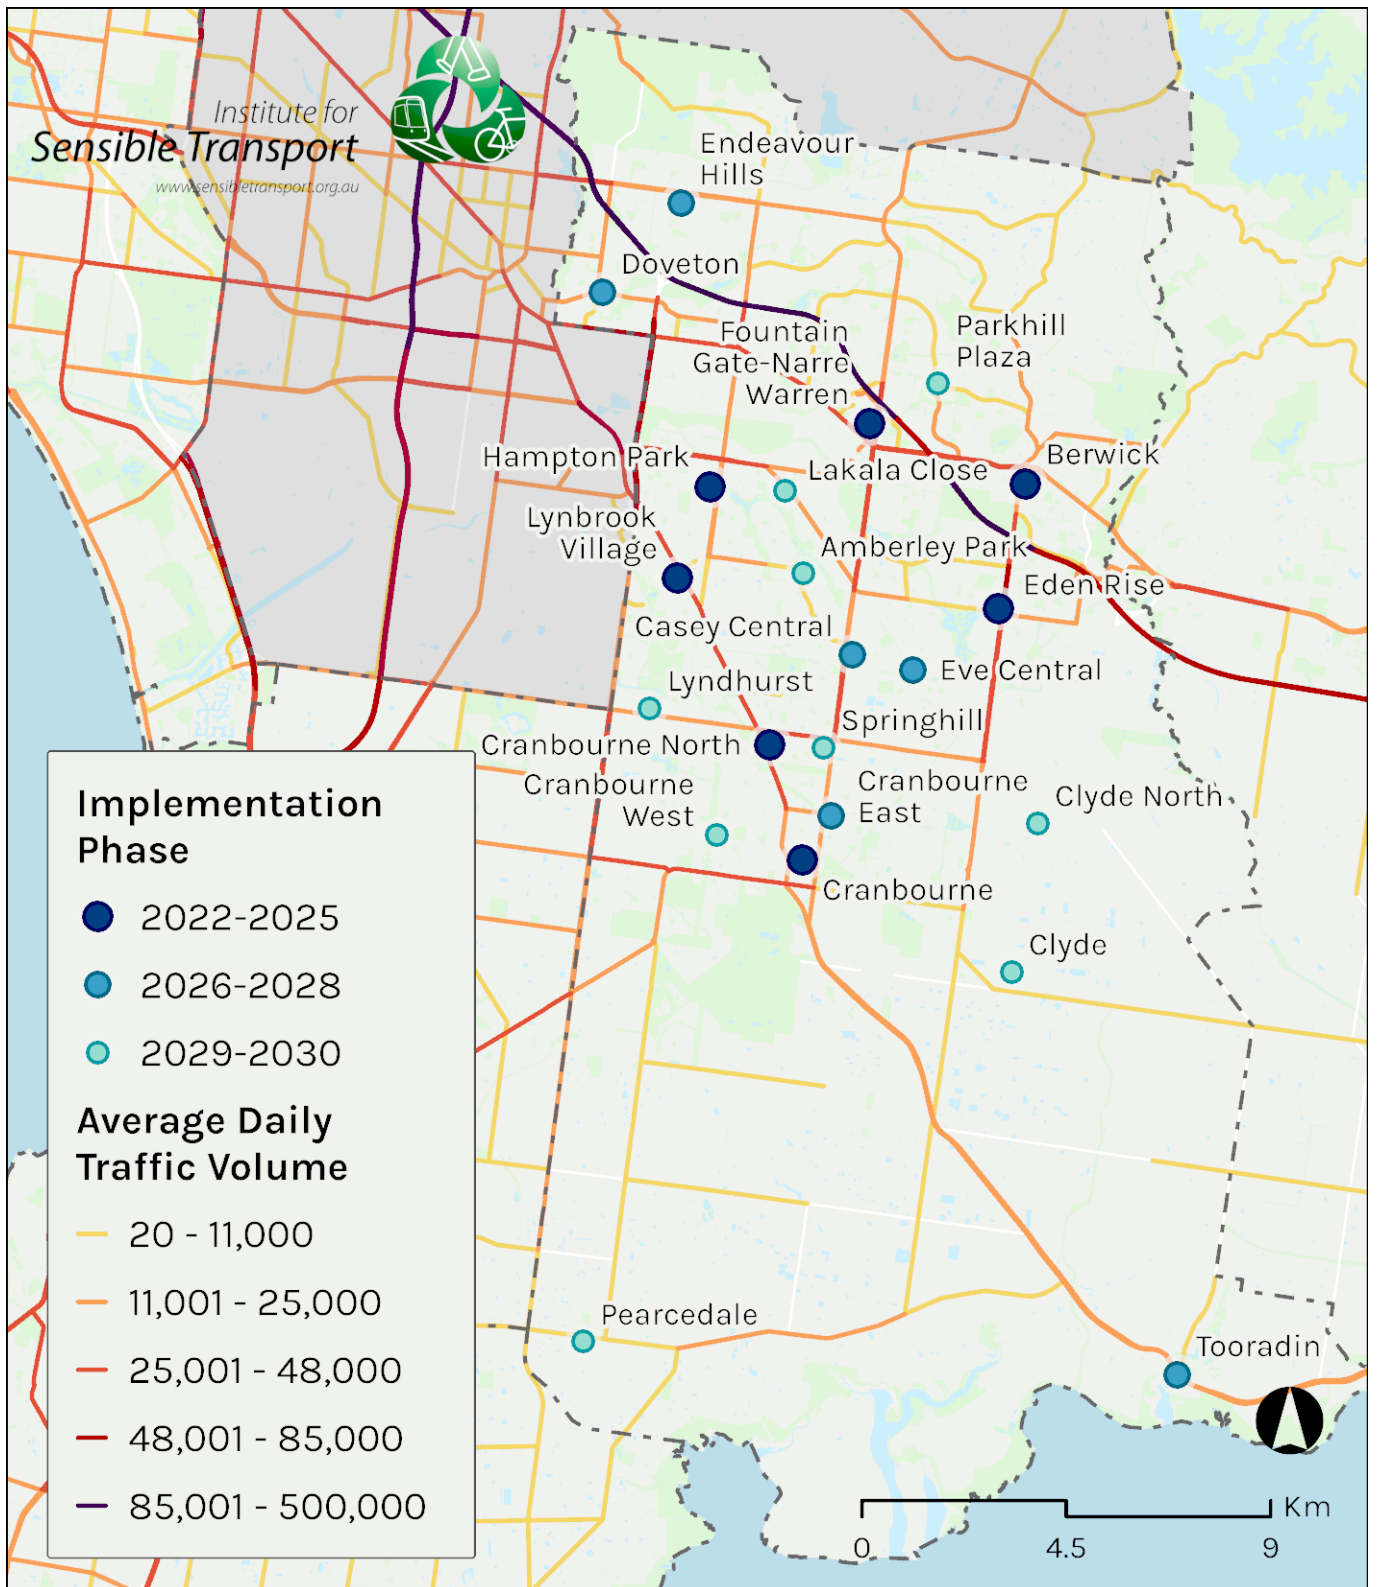 Institute for
Sensible Transport
www.sensibletransport.org.au
Endeavour
Hills
Doveton
Fountain
Gate-Narre
Warren
Parkhill
Plaza
Hampton Park
Lakala Close
Berwick
Lynbrook
Village
Amberley Park
Eden Rise
Casey Central
Eve Central
Lyndhurst
Springhill
Cranbourne North
Cranbourne
West
Cranbourne
East
Clyde North
Cranbourne
Clyde
Pearcedale
Tooradin
Implementation
Phase
2022-2025
2026-2028
2029-2030
Average Daily
Traffic Volume
20 - 11,000
11,001 - 25,000
25,001 - 48,000
48,001 - 85,000
85,001 - 500,000
Km
0 4.5 9